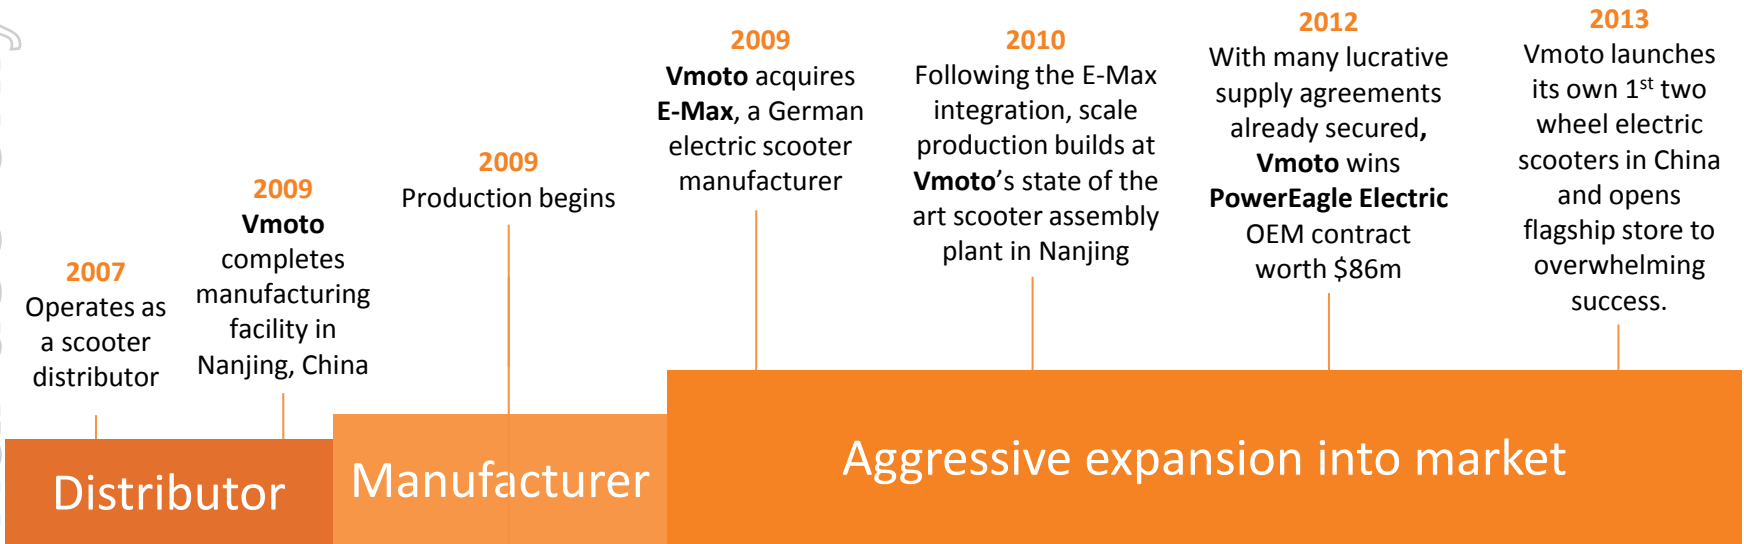 2007
Operates as
a scooter
distributor
2009
Vmoto
completes
manufacturing
facility in
Nanjing, China
2009
Production begins
2009
Vmoto acquires
E-Max, a German
electric scooter
manufacturer
2010
Following the E-Max
integration, scale
production builds at
Vmoto's state of the
art scooter assembly
plant in Nanjing
2012
With many lucrative
supply agreements
already secured,
Vmoto wins
PowerEagle Electric
OEM contract
worth $86m
2013
Vmoto launches
its own 1st two
wheel electric
scooters in China
and opens
flagship store to
overwhelming
success.
Distributor
Manufacturer
Aggressive expansion into market